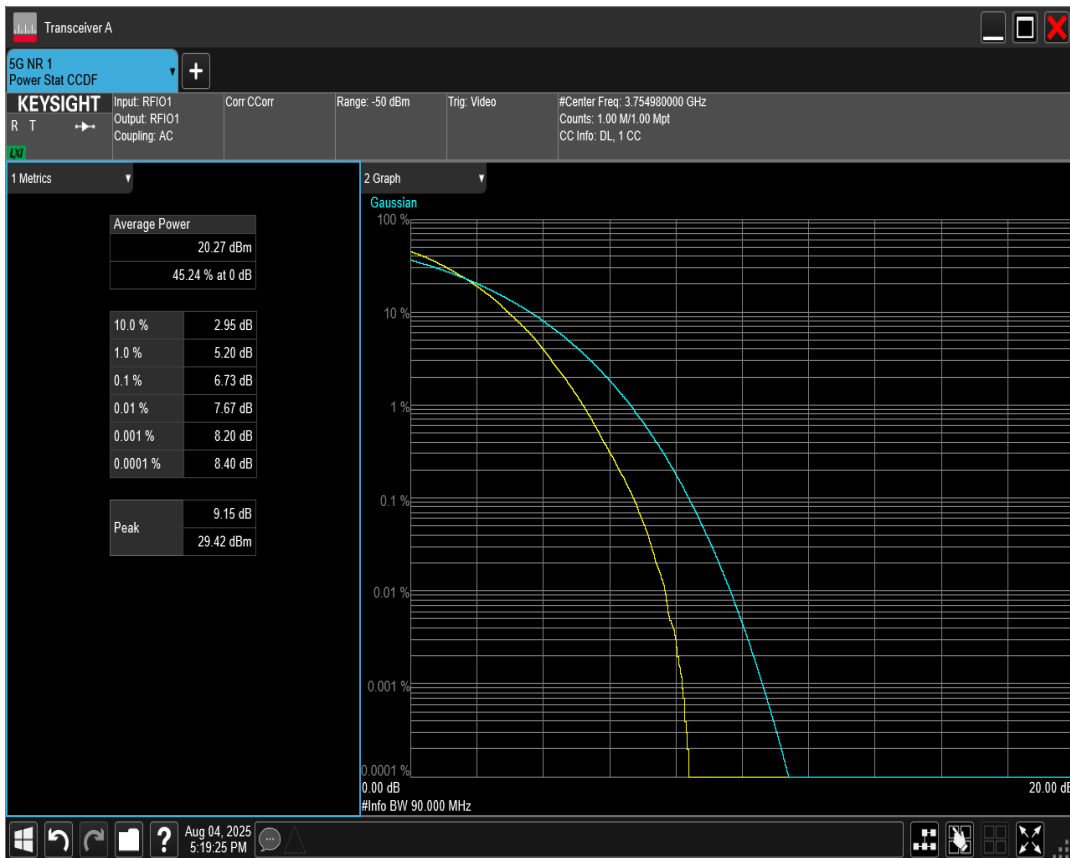 Transceiver A
5G NR 1
Power Stat CCDF
KEYSIGHT
R T
LXI
Input: RFIO1
Output: RFIO1
Coupling: AC
Corr CCorr
Range: -50 dBm
Trig: Video
#Center Freq: 3.754980000 GHz
Counts: 1.00 M/1.00 Mpt
CC Info: DL, 1 CC
1 Metrics
Average Power
20.27 dBm
45.24 % at 0 dB
10.0 % 2.95 dB
1.0 % 5.20 dB
0.1 % 6.73 dB
0.01 % 7.67 dB
0.001 % 8.20 dB
0.0001 % 8.40 dB
Peak
9.15 dB
29.42 dBm
2 Graph
Gaussian
100 %
10 %
1 %
0.1 %
0.01 %
0.001 %
0.0001 %
0.00 dB
20.00 dB
#Info BW 90.000 MHz
?
Aug 04, 2025
5:19:25 PM